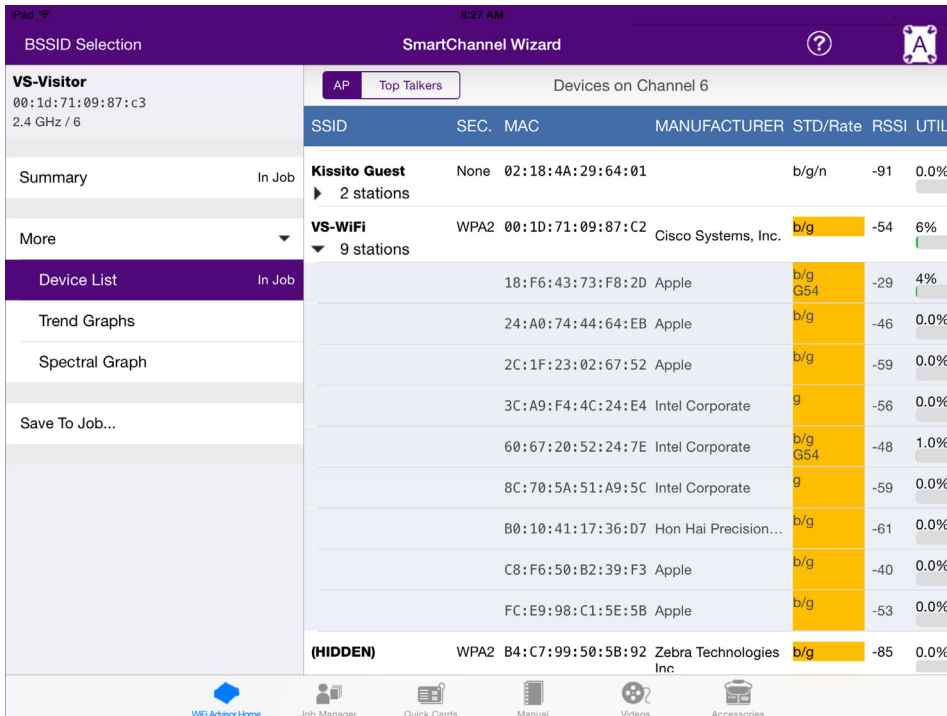 iPad 8:27 AM
BSSID Selection SmartChannel Wizard ? A
VS-Visitor
00:1d:71:09:87:c3
2.4 GHz / 6
Summary In Job
More
Device List In Job
Trend Graphs
Spectral Graph
Save To Job...
AP Top Talkers Devices on Channel 6
SSID SEC. MAC MANUFACTURER STD/Rate RSSI UTIL
Kissito Guest None 02:18:4A:29:64:01 b/g/n -91 0.0%
2 stations
VS-WiFi WPA2 00:1D:71:09:87:C2 Cisco Systems, Inc. b/g -54 6%
9 stations
18:F6:43:73:F8:2D Apple b/g G54 -29 4%
24:A0:74:44:64:EB Apple b/g -46 0.0%
2C:1F:23:02:67:52 Apple b/g -59 0.0%
3C:A9:F4:4C:24:E4 Intel Corporate g -56 0.0%
60:67:20:52:24:7E Intel Corporate b/g G54 -48 1.0%
8C:70:5A:51:A9:5C Intel Corporate g -59 0.0%
B0:10:41:17:36:D7 Hon Hai Precision... b/g -61 0.0%
C8:F6:50:B2:39:F3 Apple b/g -40 0.0%
FC:E9:98:C1:5E:5B Apple b/g -53 0.0%
(HIDDEN) WPA2 B4:C7:99:50:5B:92 Zebra Technologies Inc b/g -85 0.0%
WiFi Advisor Home Job Manager Quick Cards Manual Videos Accessories